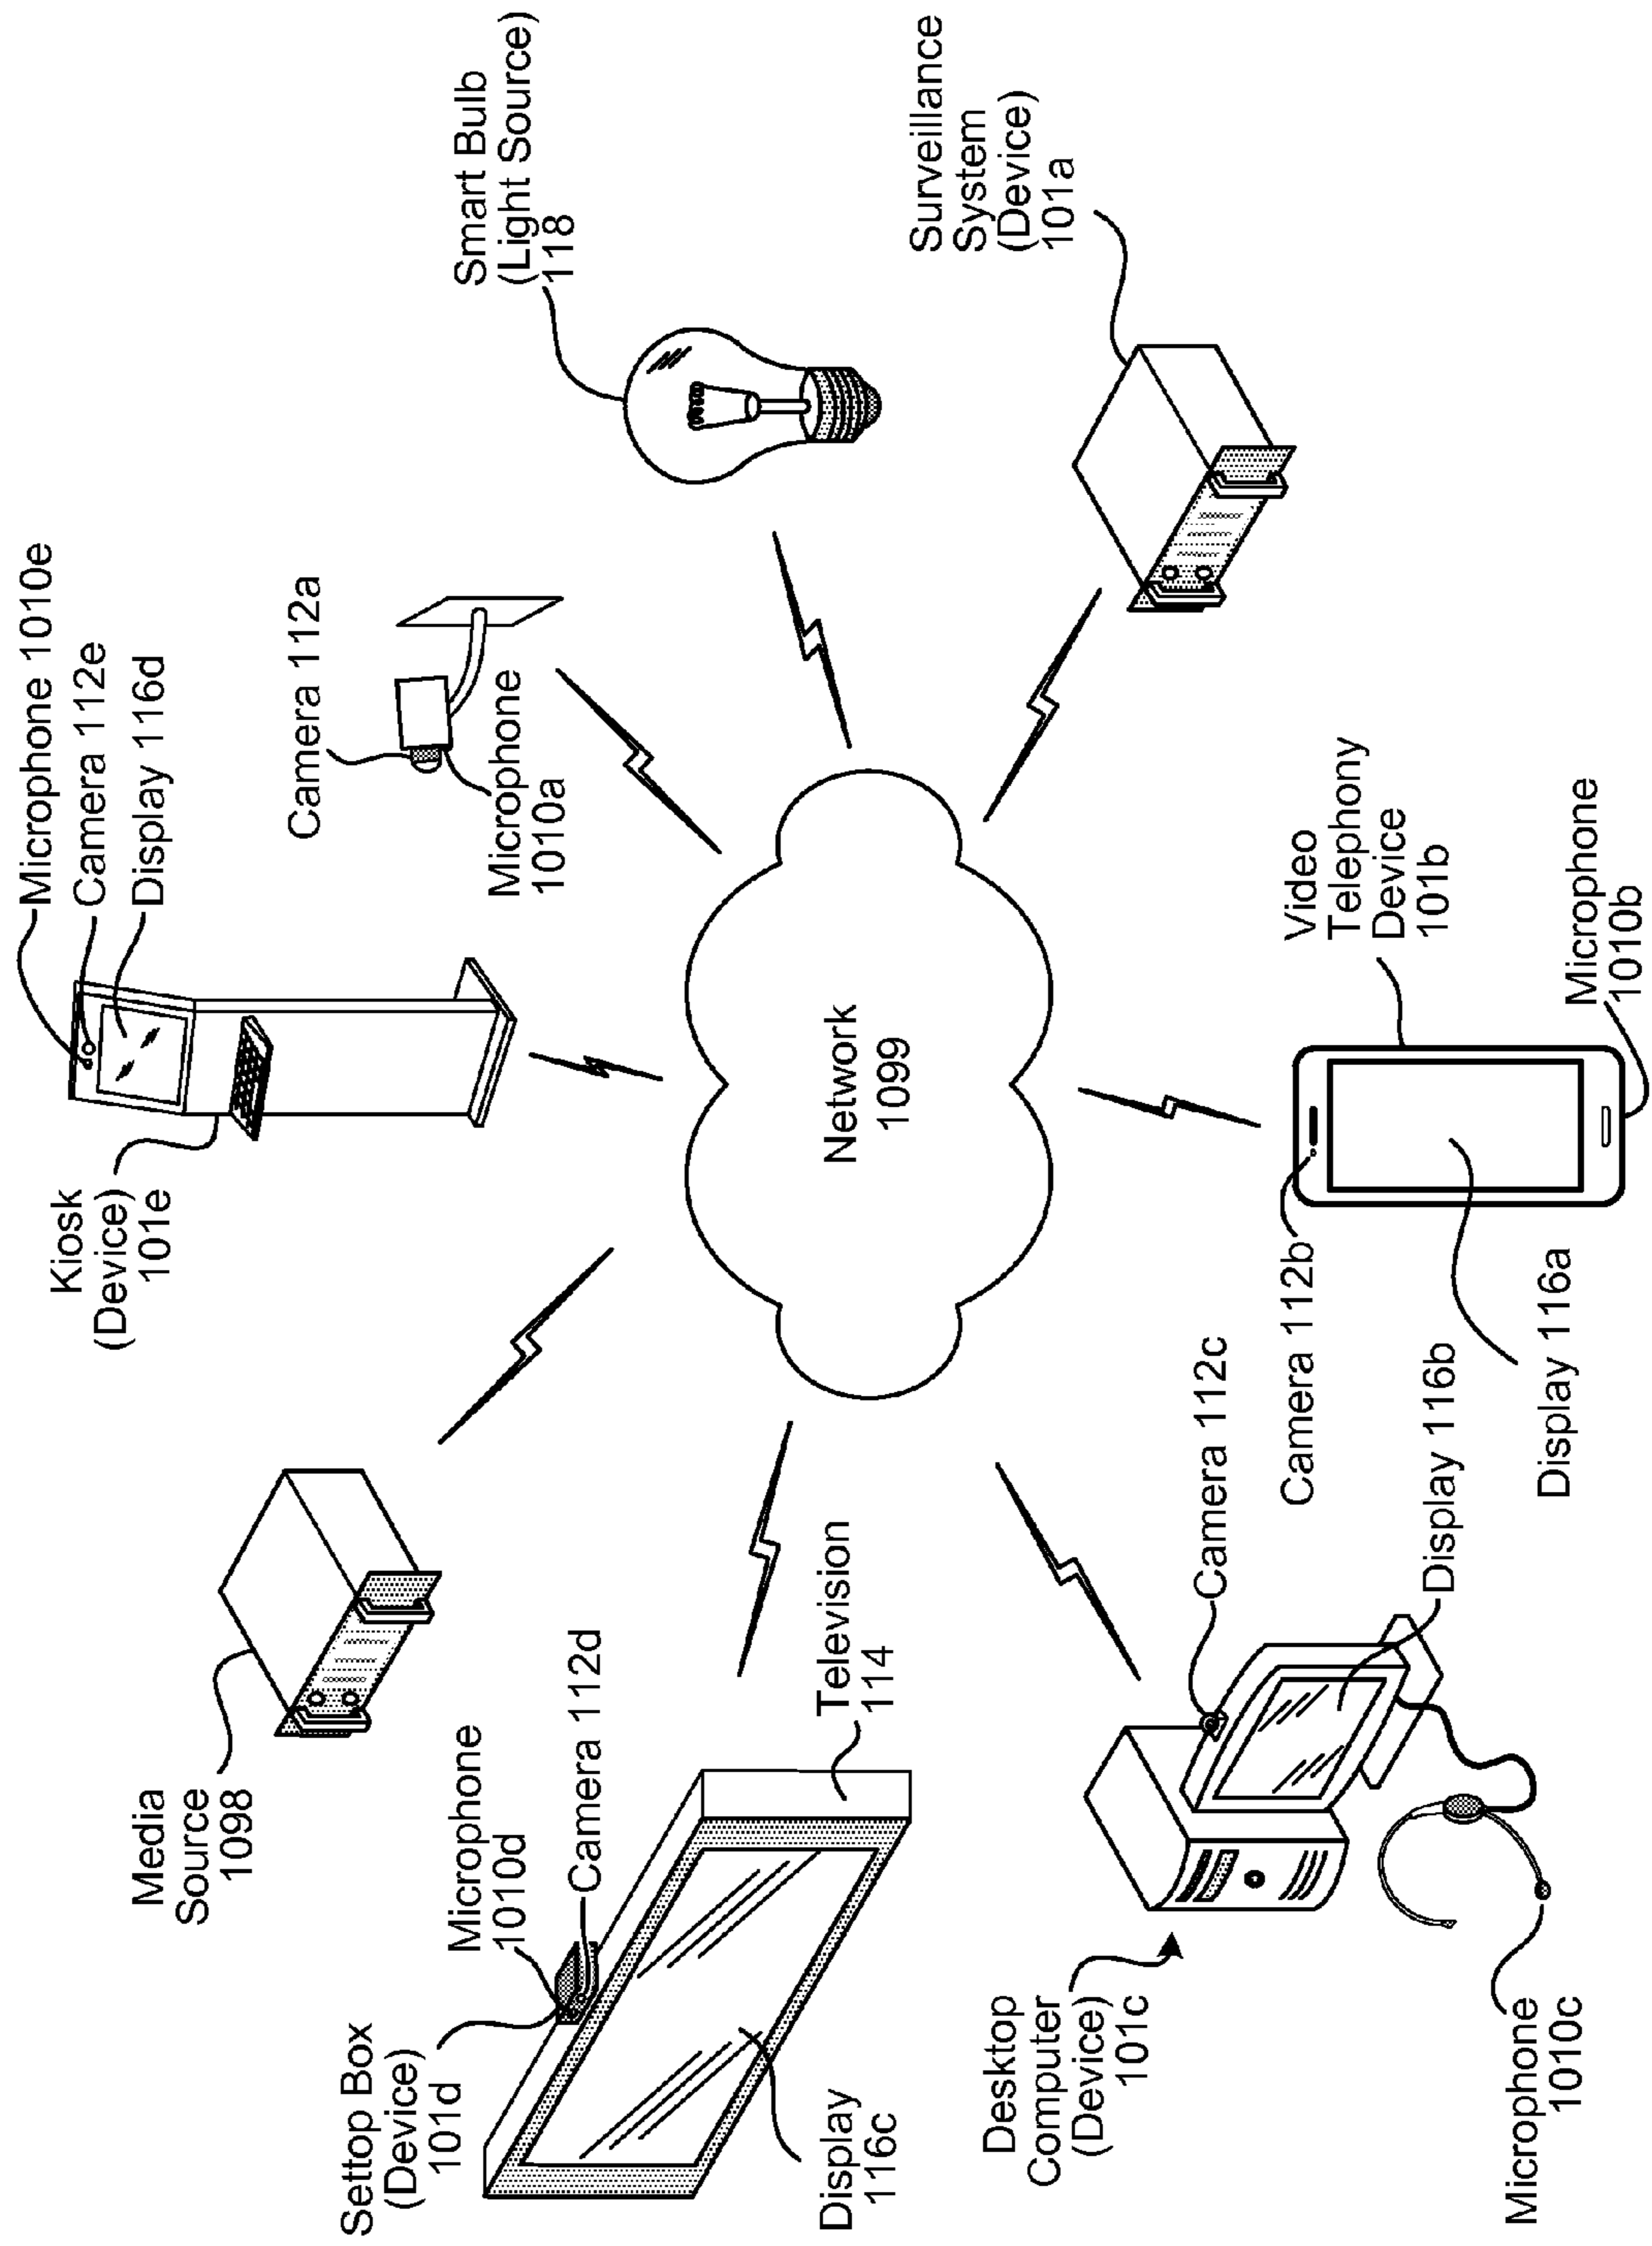 Media
Source
1098
Kiosk
(Device)
101e
Microphone 1010e
Camera 112e
Display 116d
Camera 112a
Microphone
1010a
Smart Bulb
(Light Source)
118
Settop Box
(Device)
101d
Microphone
1010d
Camera 112d
Television
114
Display
116c
Network
1099
Surveillance
System
(Device)
101a
Desktop
Computer
(Device)
101c
Camera 112c
Display 116b
Microphone
1010c
Camera 112b
Display 116a
Video
Telephony
Device
101b
Microphone
1010b